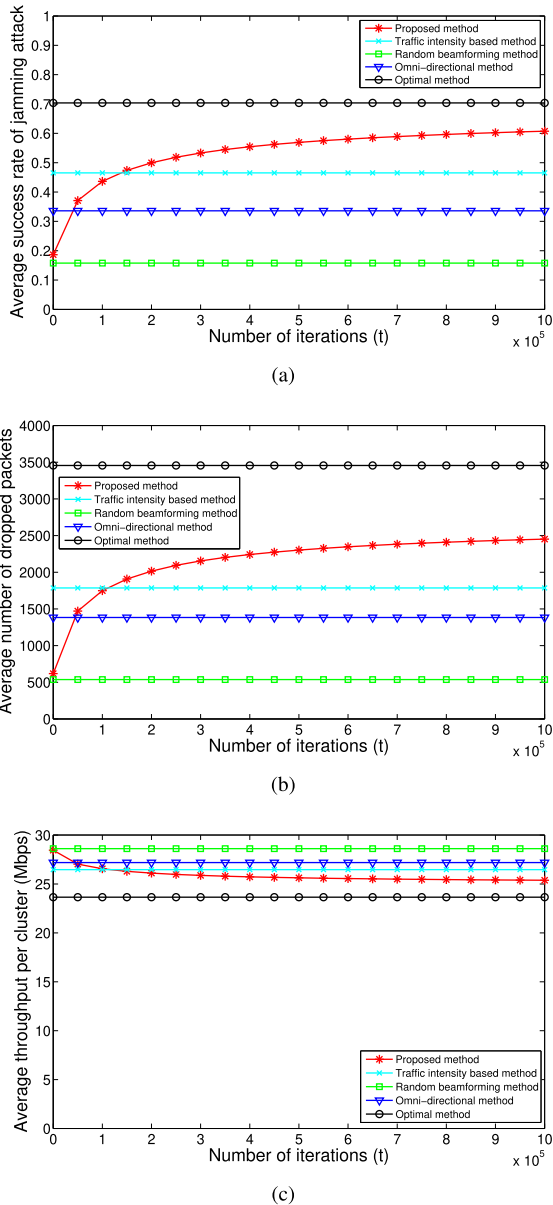 Average success rate of jamming attack
1
0.9
0.8
0.7
0.6
0.5
0.4
0.3
0.2
0.1
0
Proposed method
Traffic intensity based method
Random beamforming method
Omni-directional method
Optimal method
0 1 2 3 4 5 6 7 8 9 10
Number of iterions (t)
x 10^5
(a)
Average number of dropped packets
4000
3500
3000
2500
2000
1500
1000
500
0
Proposed method
Traffic intensity based method
Random beamforming method
Omni-directional method
Optimal method
0 1 2 3 4 5 6 7 8 9 10
Number of iterions (t)
x 10^5
(b)
Average throughput per cluster (Mbps)
30
25
20
15
10
5
0
Proposed method
Traffic intensity based method
Random beamforming method
Omni-directional method
Optimal method
0 1 2 3 4 5 6 7 8 9 10
Number of iterions (t)
x 10^5
(c)